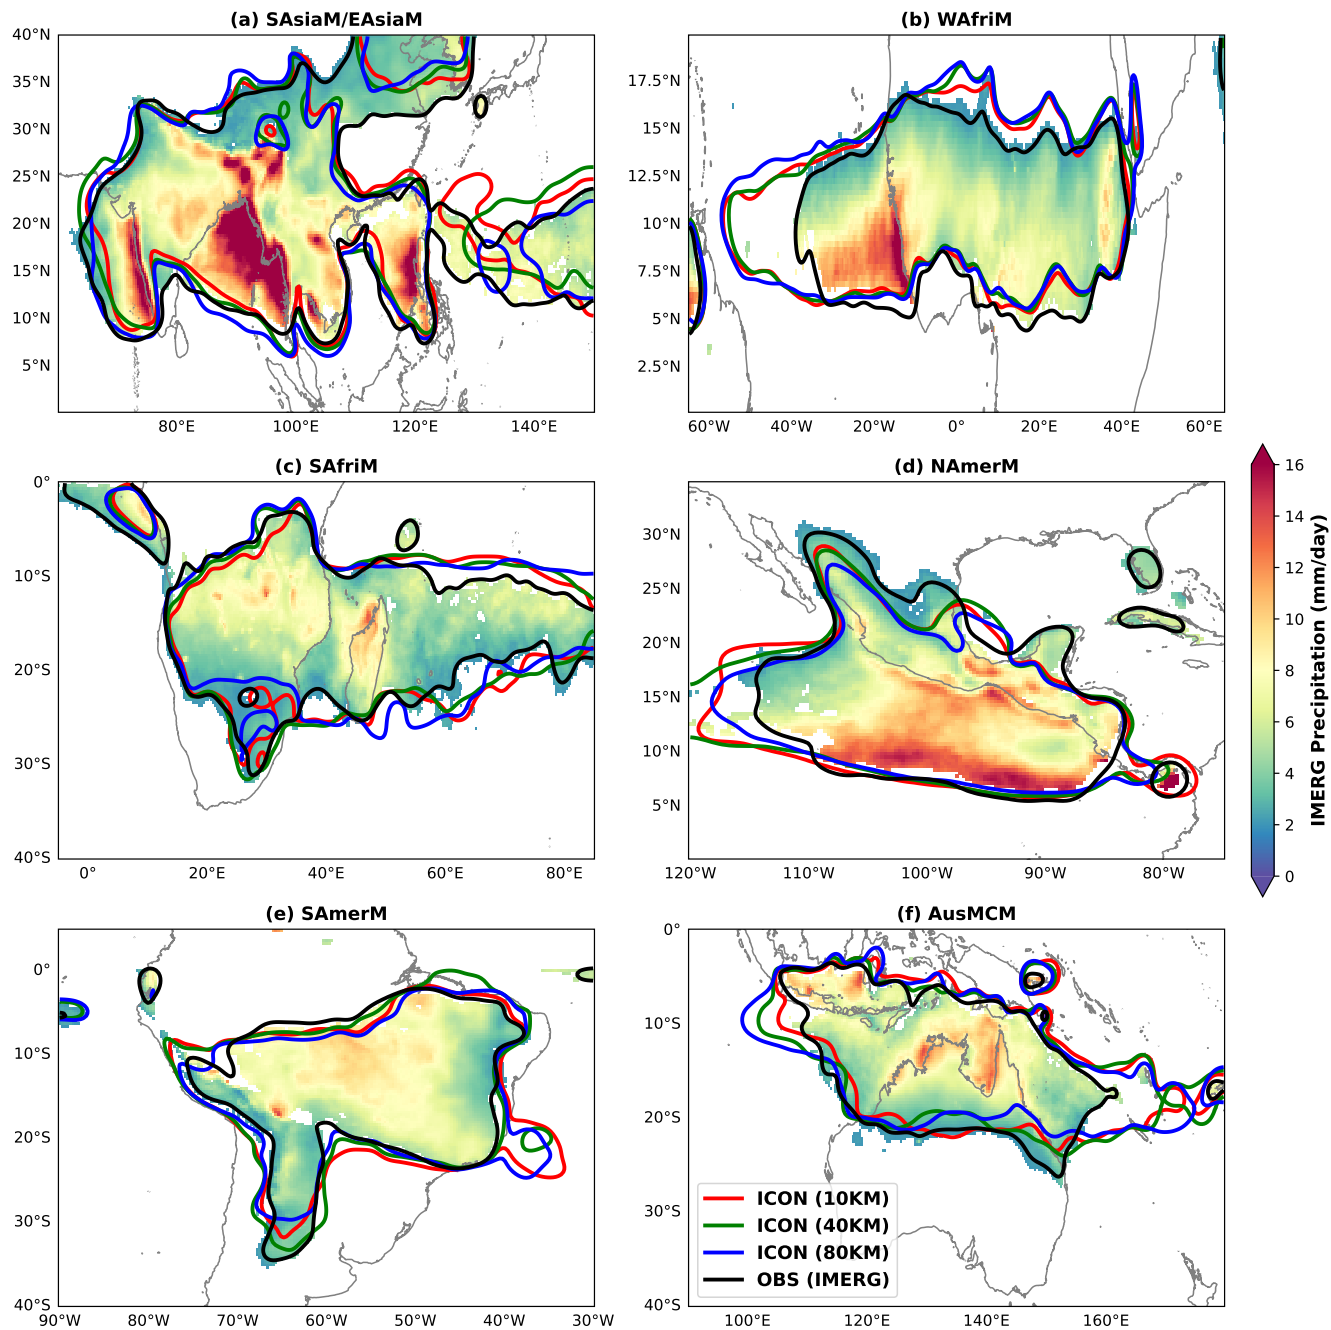 (a) SAsiaM/EAsiaM
40°N
35°N
30°N
25°N
20°N
15°N
10°N
5°N
80°E 100°E 120°E 140°E
(b) WAfriM
17.5°N
15°N
12.5°N
10°N
7.5°N
5°N
2.5°N
60°W 40°W 20°W 0° 20°E 40°E 60°E
(c) SAfriM
0°
10°S
20°S
30°S
40°S
0° 20°E 40°E 60°E 80°E
(d) NAmerM
30°N
25°N
20°N
15°N
10°N
5°N
120°W 110°W 100°W 90°W 80°W
16
14
12
10
8
6
4
2
0
IMERG Precipitation (mm/day)
(e) SAmerM
0°
10°S
20°S
30°S
40°S
90°W 80°W 70°W 60°W 50°W 40°W 30°W
(f) AusMCM
0°
10°S
20°S
30°S
40°S
100°E 120°E 140°E 160°E
ICON (10KM)
ICON (40KM)
ICON (80KM)
OBS (IMERG)